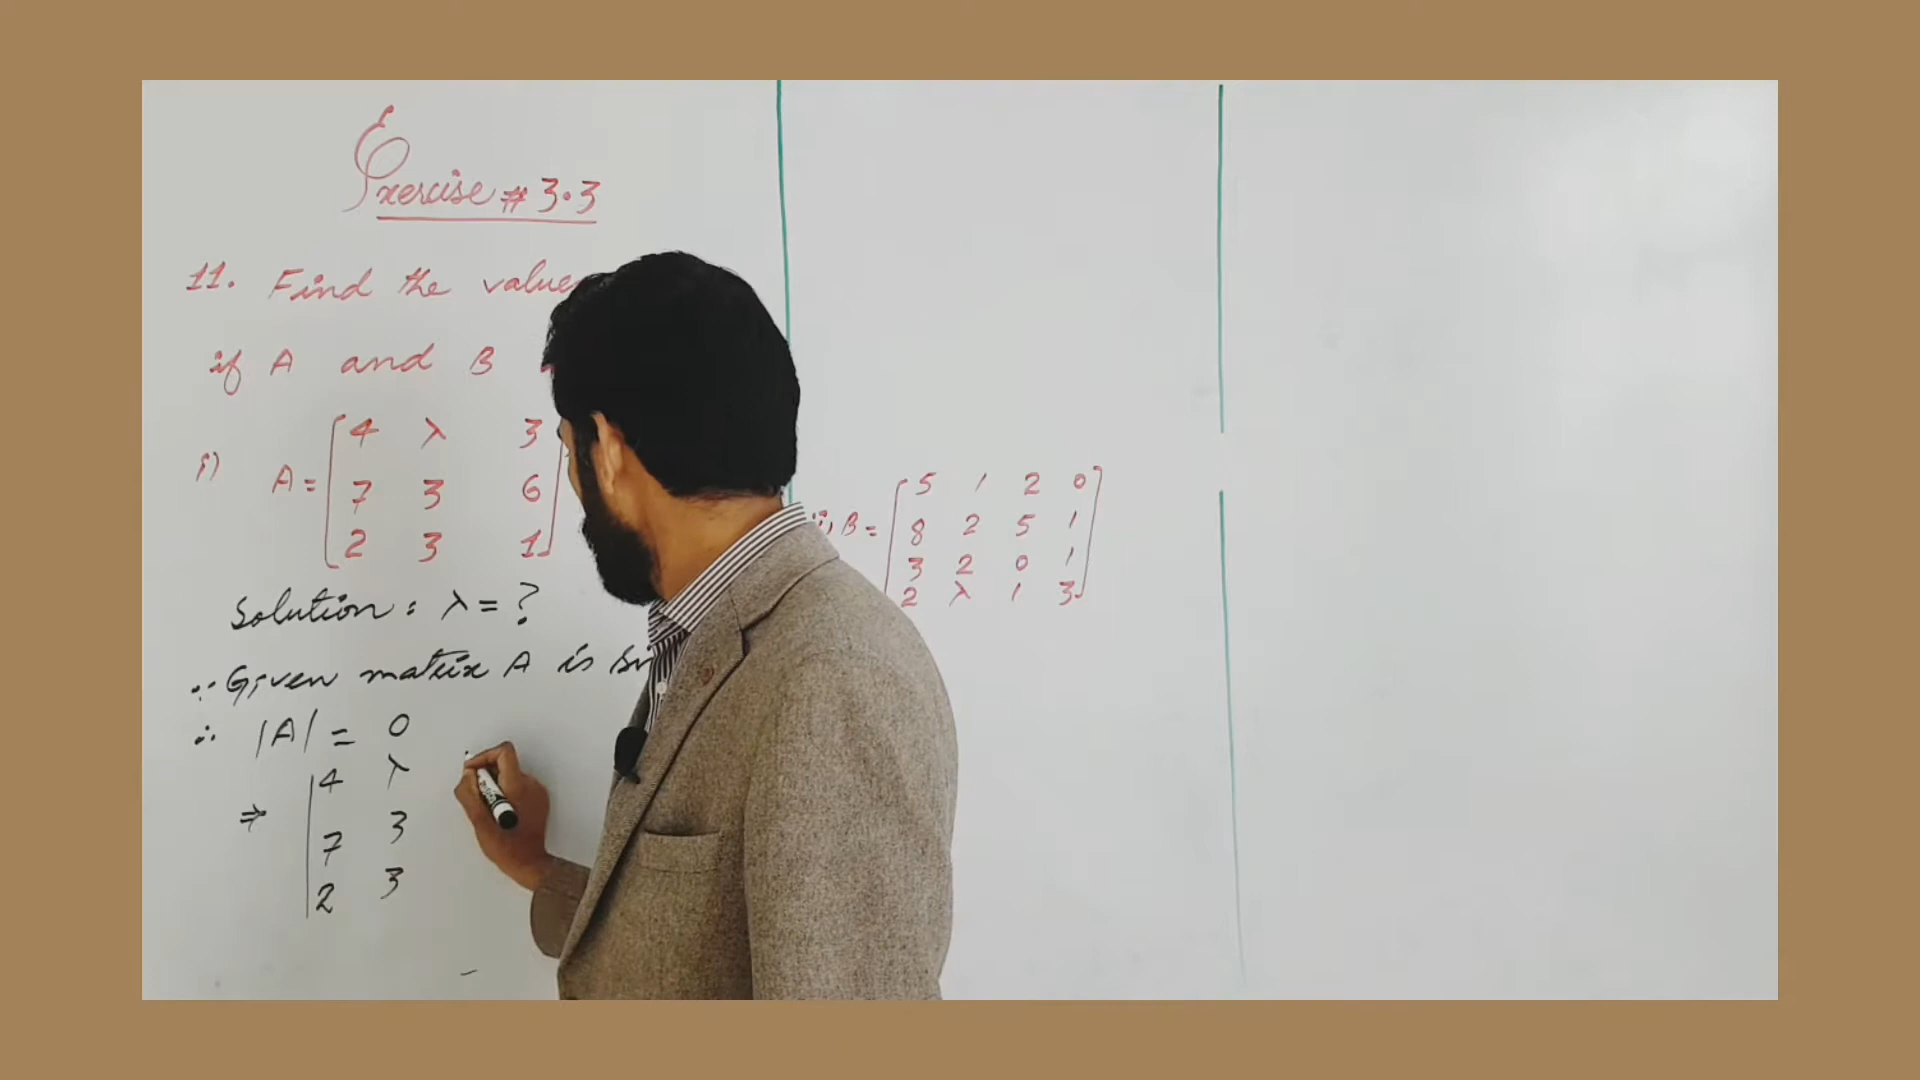 Exercise # 3.3
11. Find the value
if A and B
i) A = [4 λ 3
7 3 6
2 3 1]
Solution: λ = ?
∵ Given matrix A is
∴ |A| = 0
⇒ |4 λ
7 3
2 3
B = [5 1 2 0
8 2 5 1
3 2 0 1
2 λ 1 3]